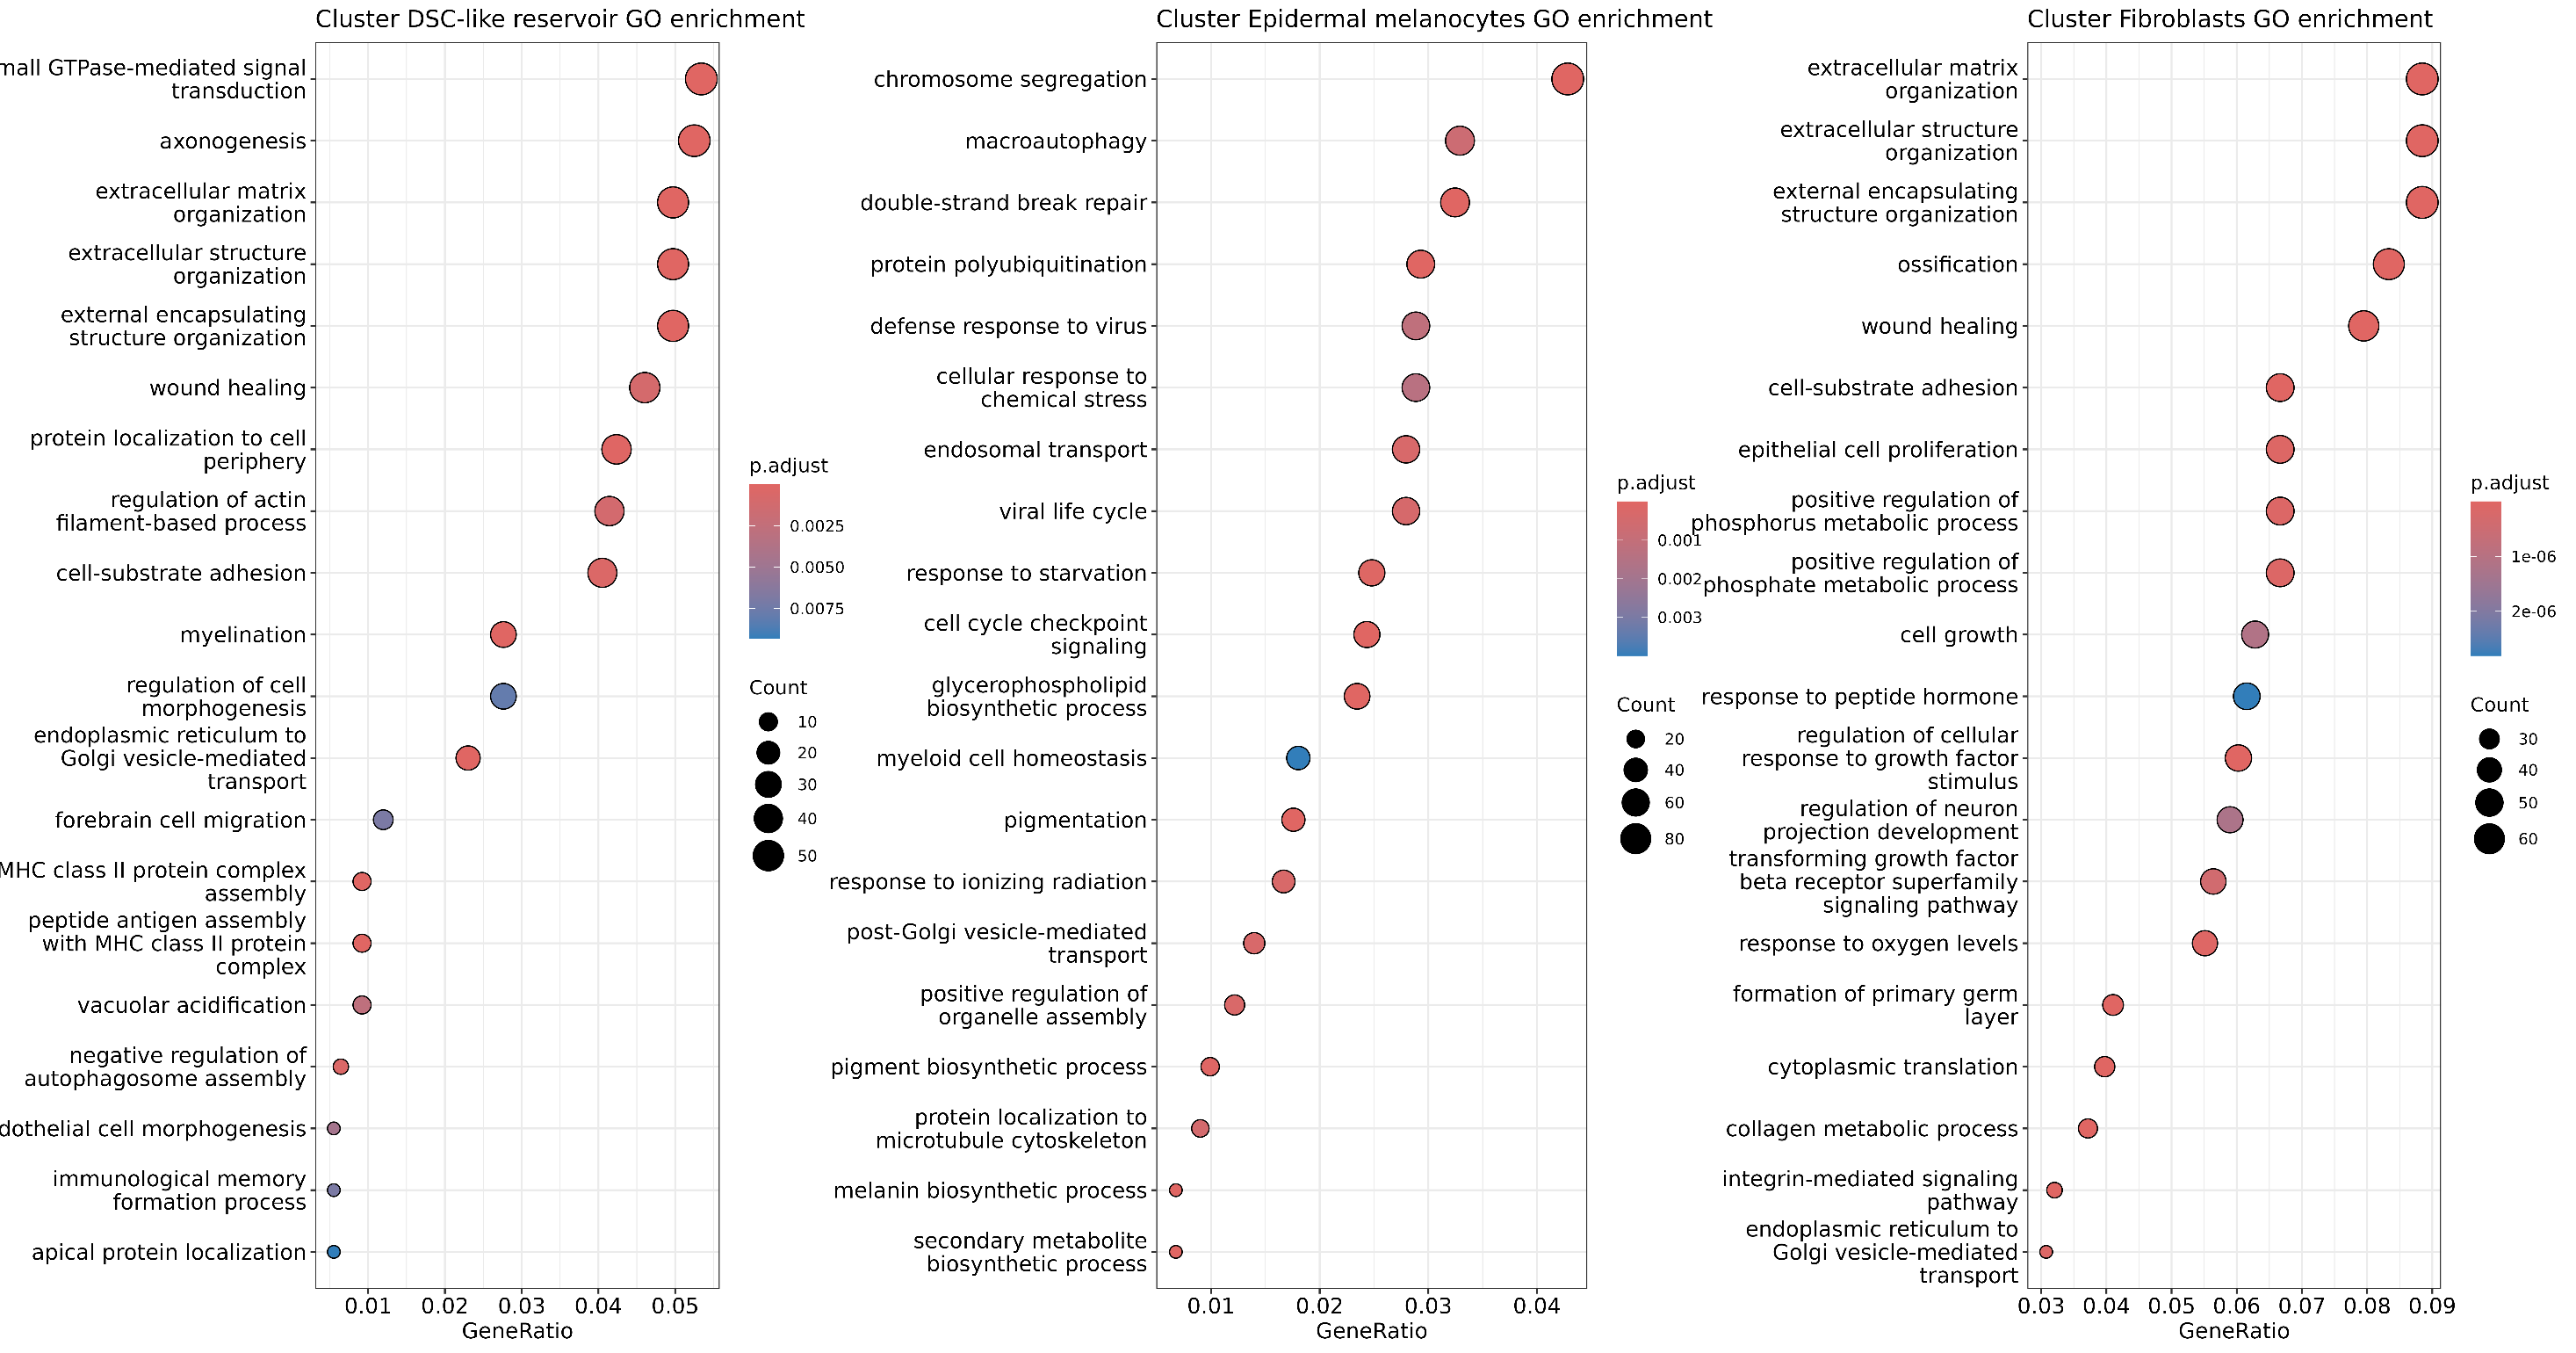 Cluster DSC-like reservoir GO enrichment
mall GTPase-mediated signal
transduction
axonogenesis
extracellular matrix
organization
extracellular structure
organization
external encapsulating
structure organization
wound healing
protein localization to cell
periphery
regulation of actin
filament-based process
cell-substrate adhesion
myelination
regulation of cell
morphogenesis
endoplasmic reticulum to
Golgi vesicle-mediated
transport
forebrain cell migration
MHC class II protein complex
assembly
peptide antigen assembly
with MHC class II protein
complex
vacuolar acidification
negative regulation of
autophagosome assembly
dothelial cell morphogenesis
immunological memory
formation process
apical protein localization
0.01 0.02 0.03 0.04 0.05
GeneRatio
p.adjust
0.0025
0.0050
0.0075
Count
10
20
30
40
50
Cluster Epidermal melanocytes GO enrichment
chromosome segregation
macroautophagy
double-strand break repair
protein polyubiquitination
defense response to virus
cellular response to
chemical stress
endosomal transport
viral life cycle
response to starvation
cell cycle checkpoint
signaling
glycerophospholipid
biosynthetic process
myeloid cell homeostasis
pigmentation
response to ionizing radiation
post-Golgi vesicle-mediated
transport
positive regulation of
organelle assembly
pigment biosynthetic process
protein localization to
microtubule cytoskeleton
melanin biosynthetic process
secondary metabolite
biosynthetic process
0.01 0.02 0.03 0.04
GeneRatio
p.adjust
0.001
0.002
0.003
Count
20
40
60
80
Cluster Fibroblasts GO enrichment
extracellular matrix
organization
extracellular structure
organization
external encapsulating
structure organization
ossification
wound healing
cell-substrate adhesion
epithelial cell proliferation
positive regulation of
phosphorus metabolic process
positive regulation of
phosphate metabolic process
cell growth
response to peptide hormone
regulation of cellular
response to growth factor
stimulus
regulation of neuron
projection development
transforming growth factor
beta receptor superfamily
signaling pathway
response to oxygen levels
formation of primary germ
layer
cytoplasmic translation
collagen metabolic process
integrin-mediated signaling
pathway
endoplasmic reticulum to
Golgi vesicle-mediated
transport
0.03 0.04 0.05 0.06 0.07 0.08 0.09
GeneRatio
p.adjust
1e-06
2e-06
Count
30
40
50
60